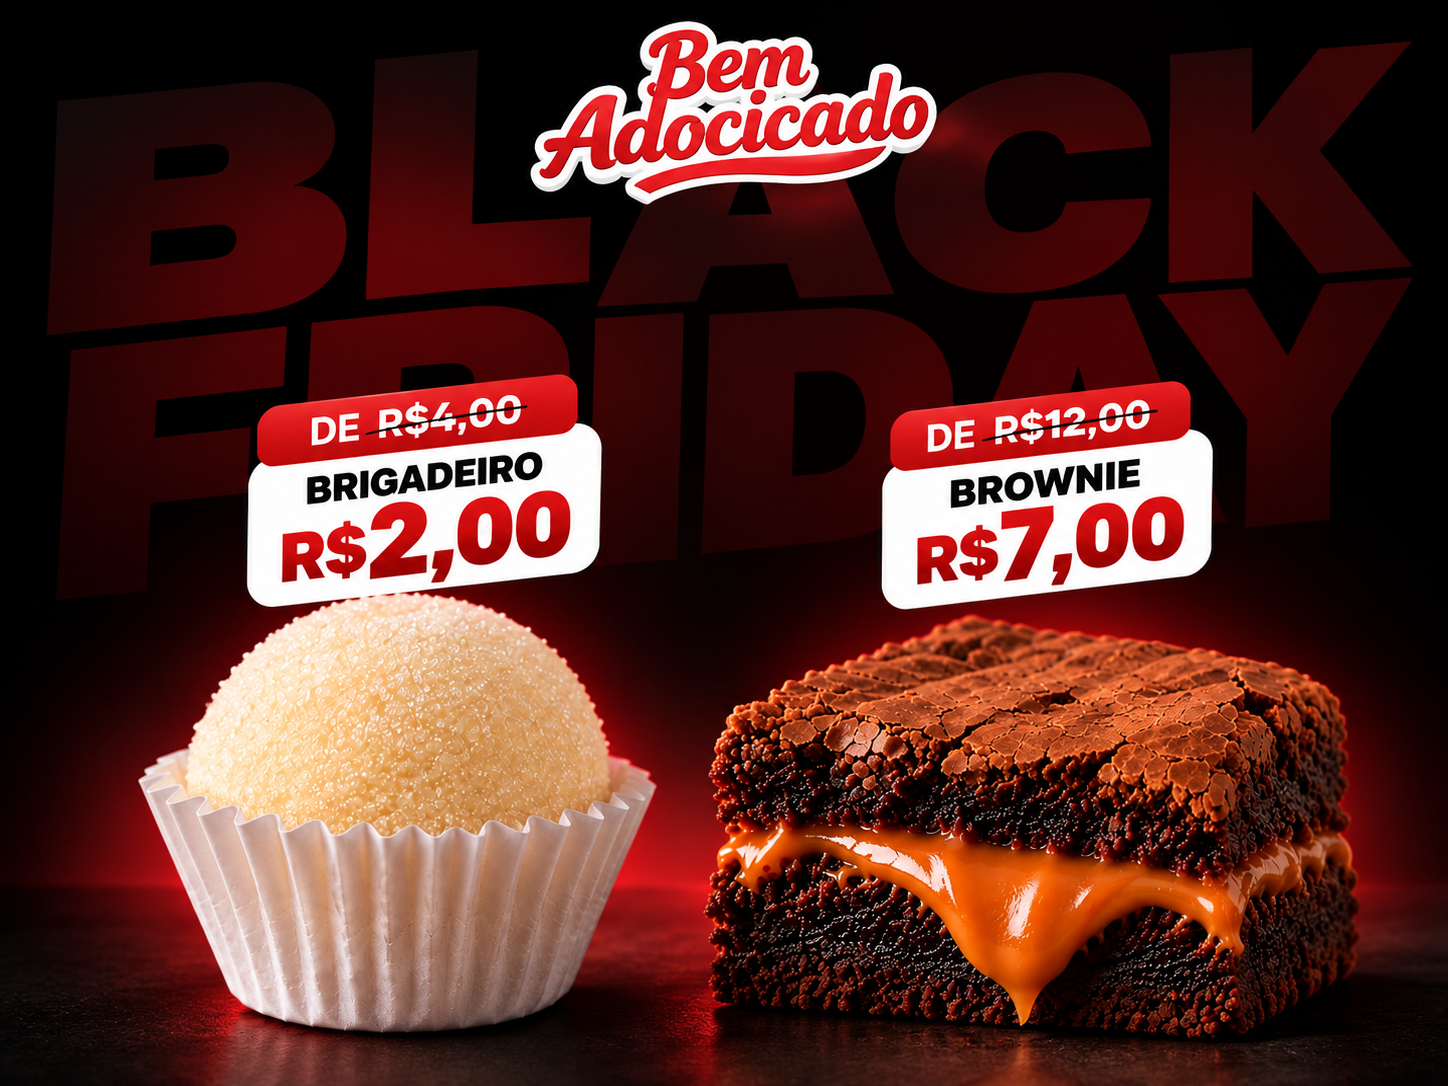 Bem
Adocicado
BLACK
FRIDAY
DE R$4,00
BRIGADEIRO
R$2,00
DE R$12,00
BROWNIE
R$7,00